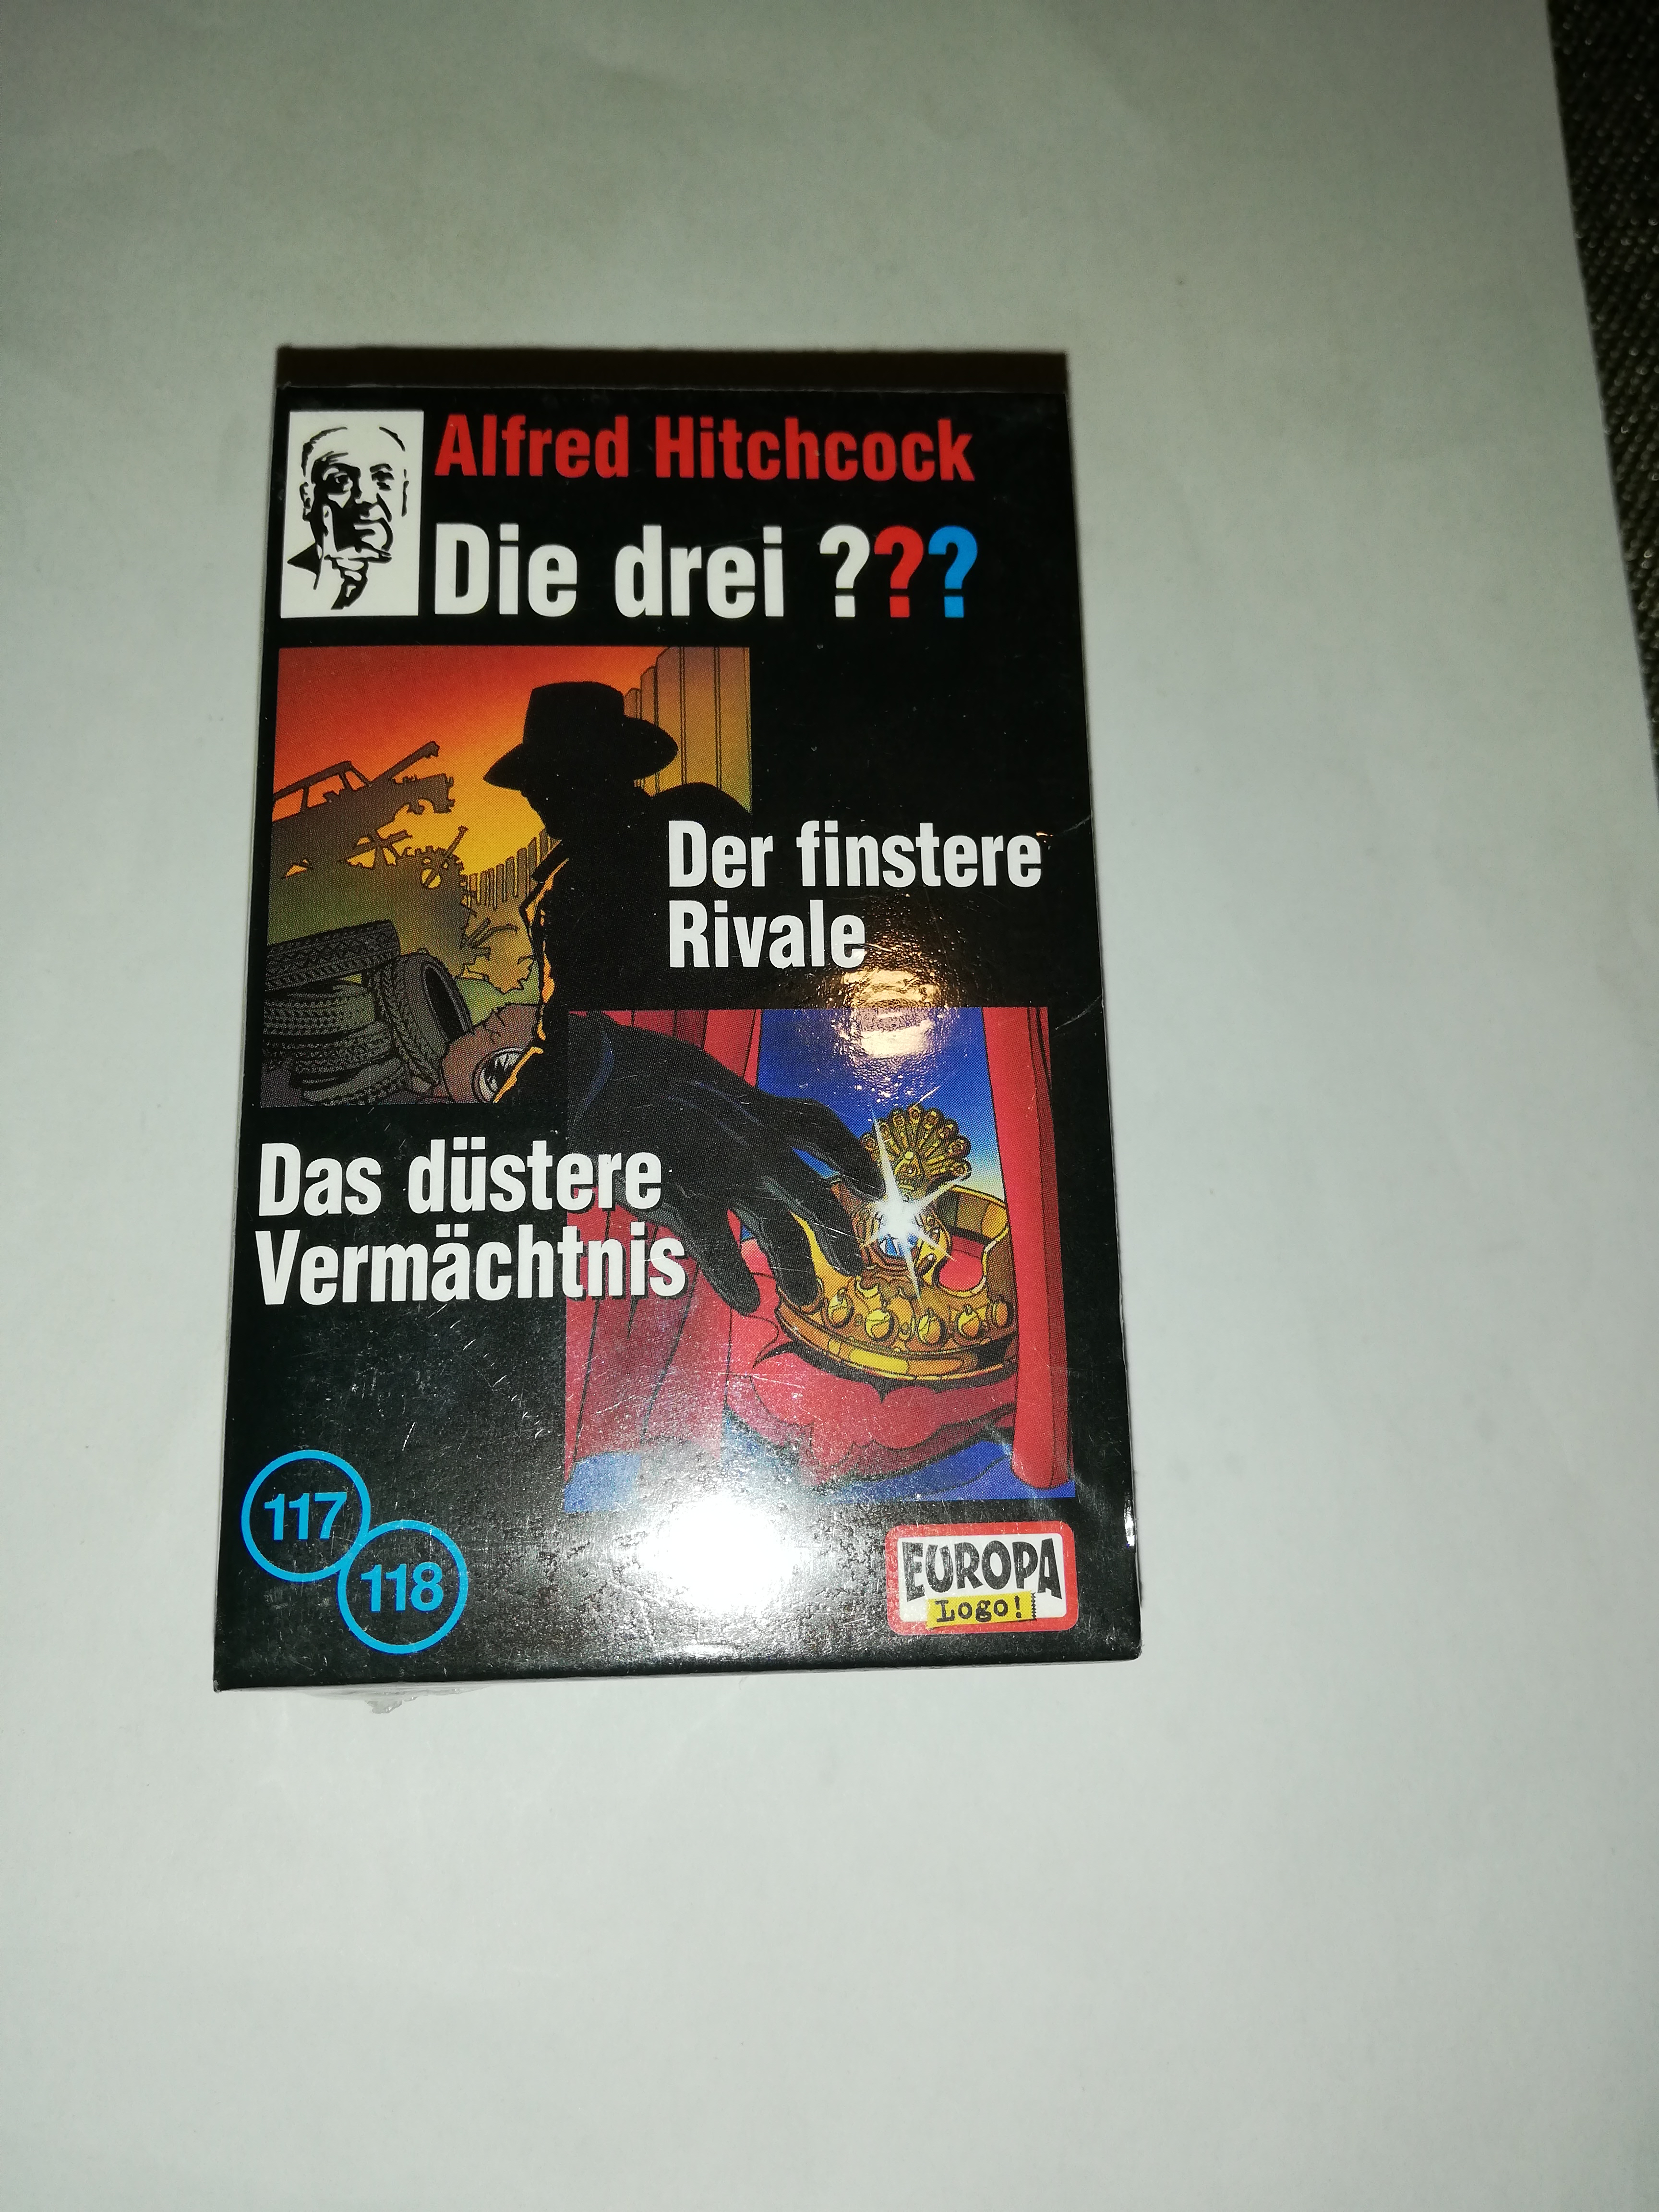 Alfred Hitchcock
Die drei ???
Der finstere
Rivale
Das düstere
Vermächtnis
117
118
EUROPA
Logo!